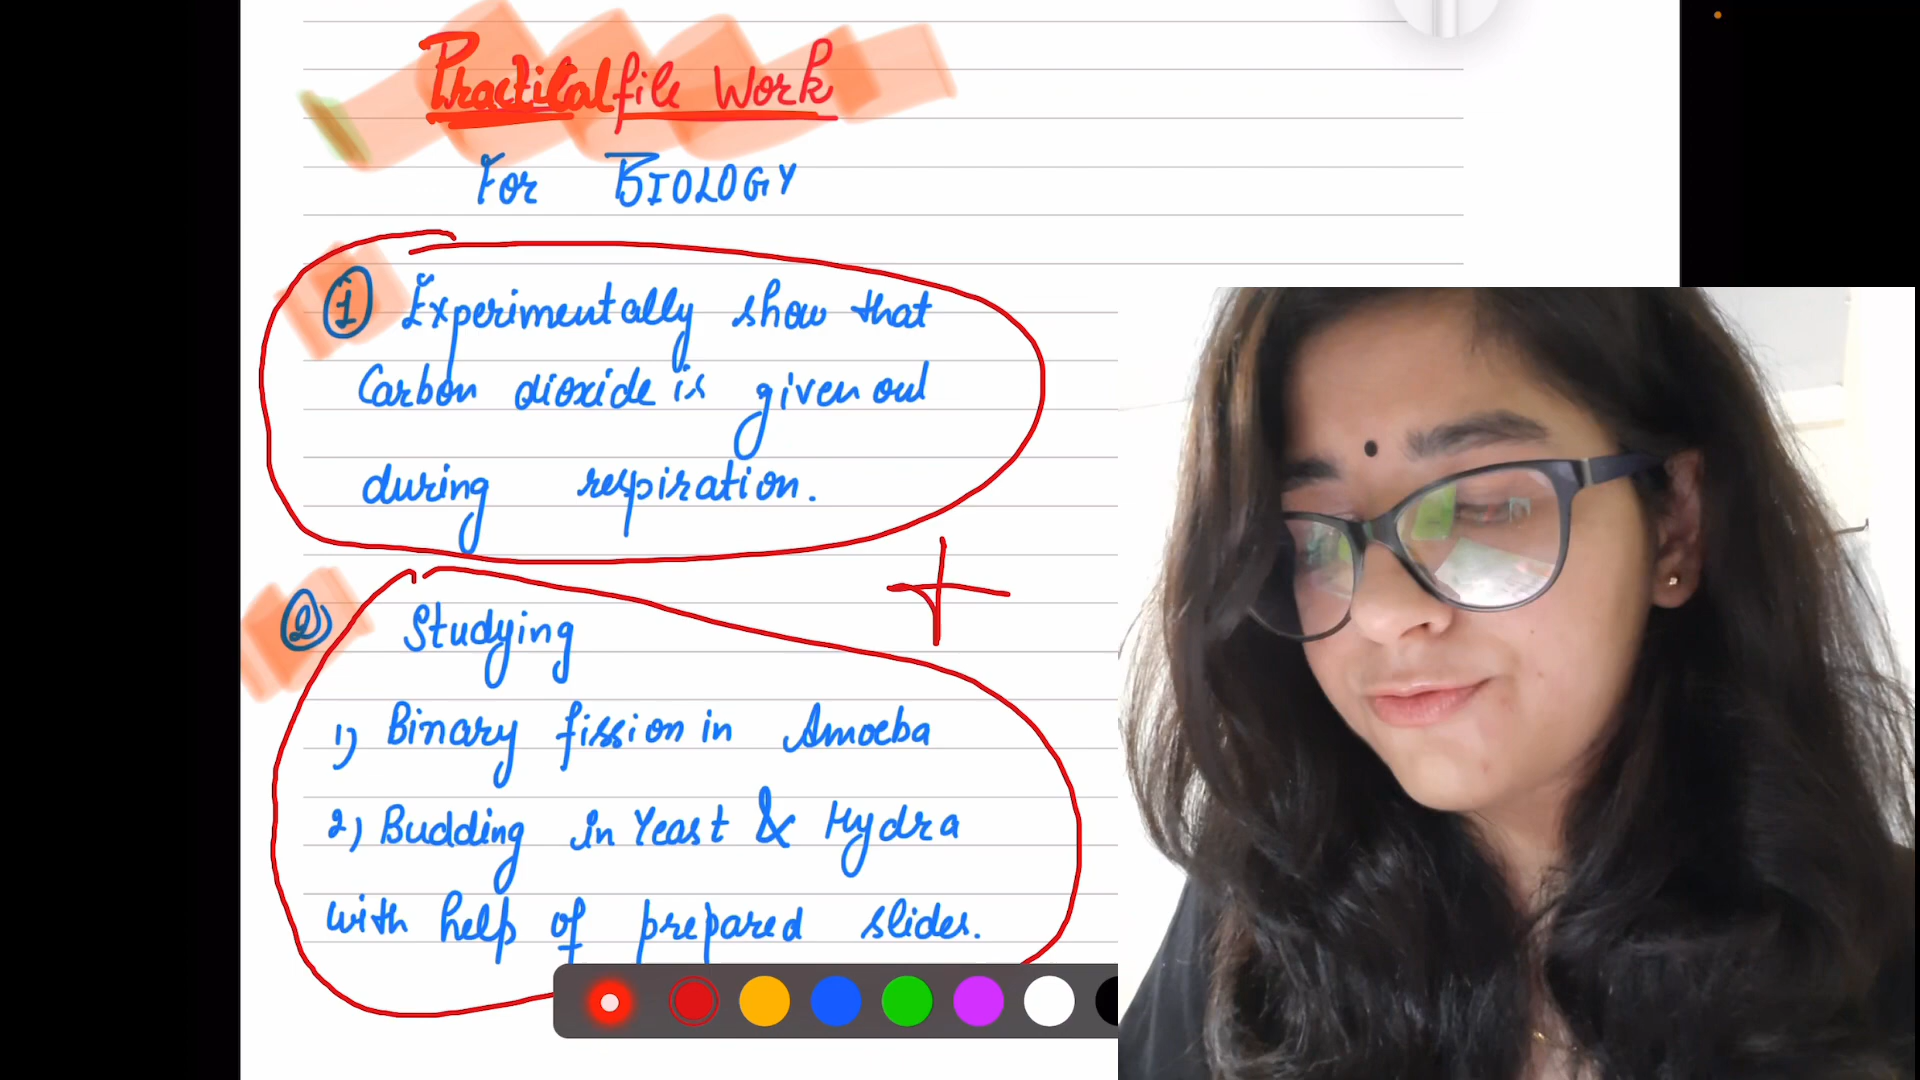 Practical file Work
For BIOLOGY
1 Experimentally show that
Carbon dioxide is given out
during respiration.
2 Studying
1) Binary fission in Amoeba
2) Budding in Yeast & Hydra
with help of prepared slides.